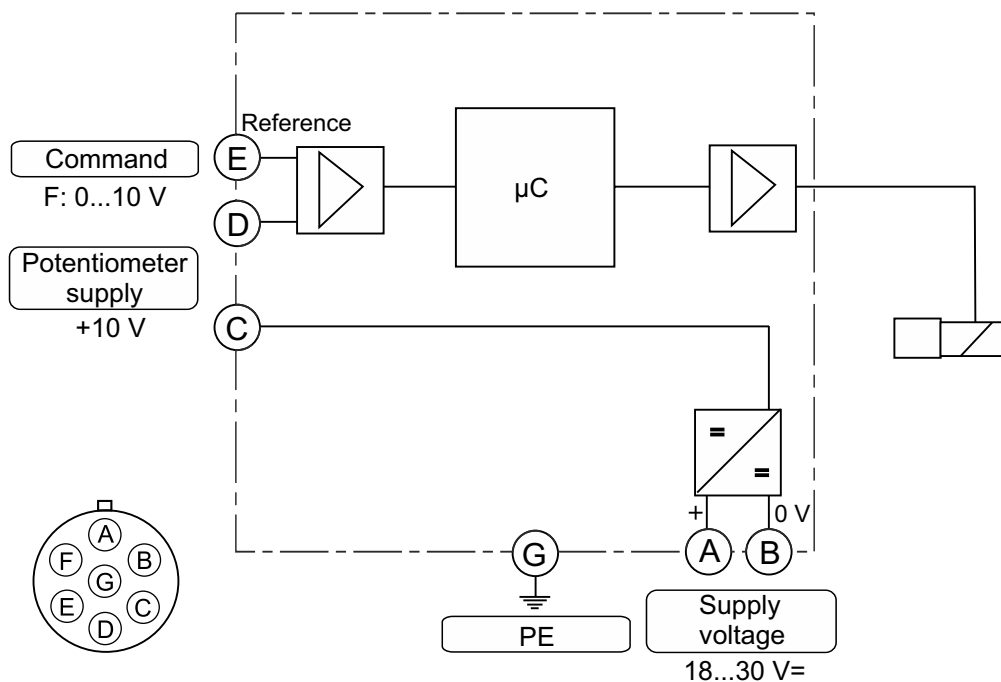 Reference
E
Command
F: 0...10 V
µC
D
Potentiometer
supply
+10 V
C
=
=
+
0 V
A
F
B
G
E
C
D
G
A
B
PE
Supply
voltage
18...30 V=